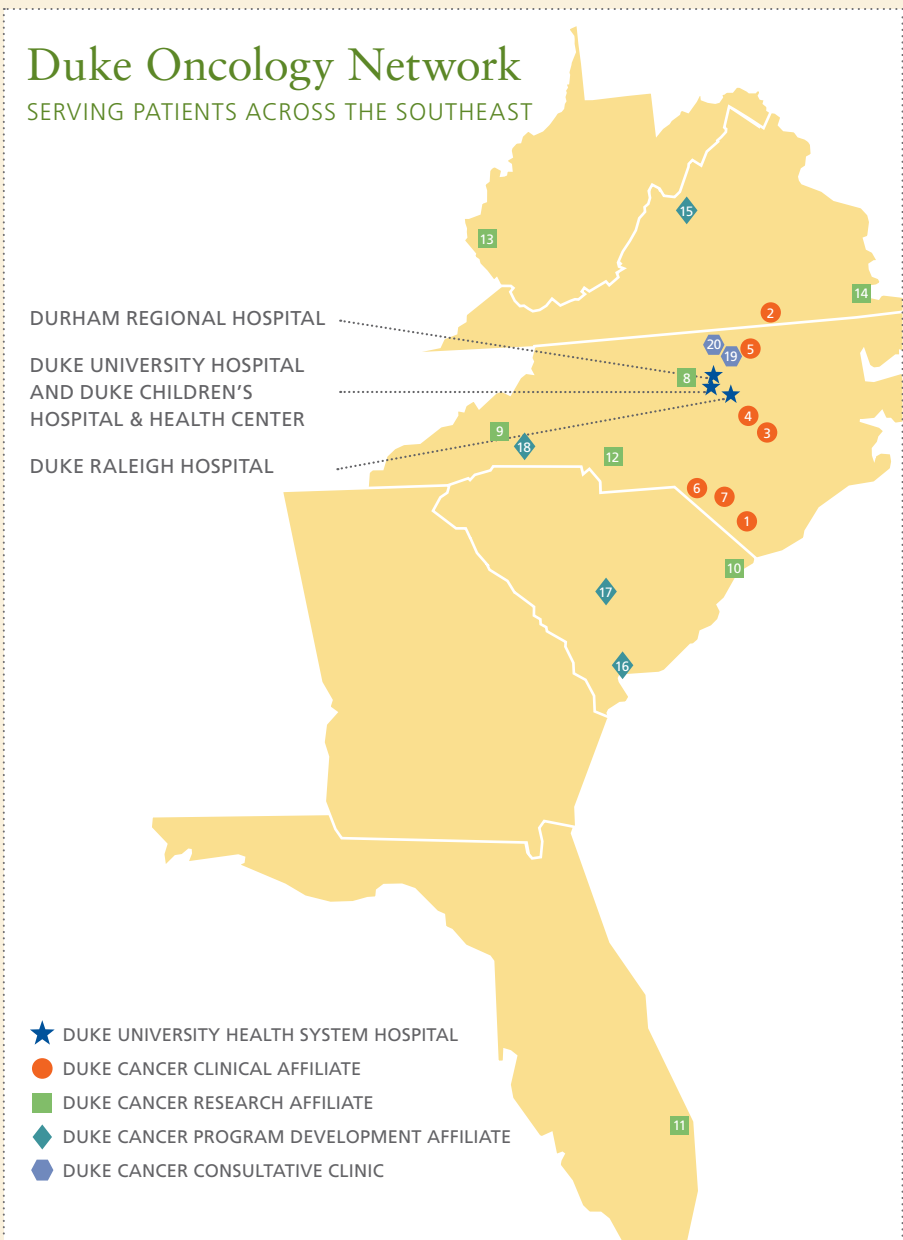 Duke Oncology Network
SERVING PATIENTS ACROSS THE SOUTHEAST
15
13
14
2
DURHAM REGIONAL HOSPITAL
20
5
19
DUKE UNIVERSITY HOSPITAL
AND DUKE CHILDREN'S
HOSPITAL & HEALTH CENTER
8
4
3
9
18
12
DUKE RALEIGH HOSPITAL
6
7
1
10
17
16
DUKE UNIVERSITY HEALTH SYSTEM HOSPITAL
DUKE CANCER CLINICAL AFFILIATE
DUKE CANCER RESEARCH AFFILIATE
11
DUKE CANCER PROGRAM DEVELOPMENT AFFILIATE
DUKE CANCER CONSULTATIVE CLINIC